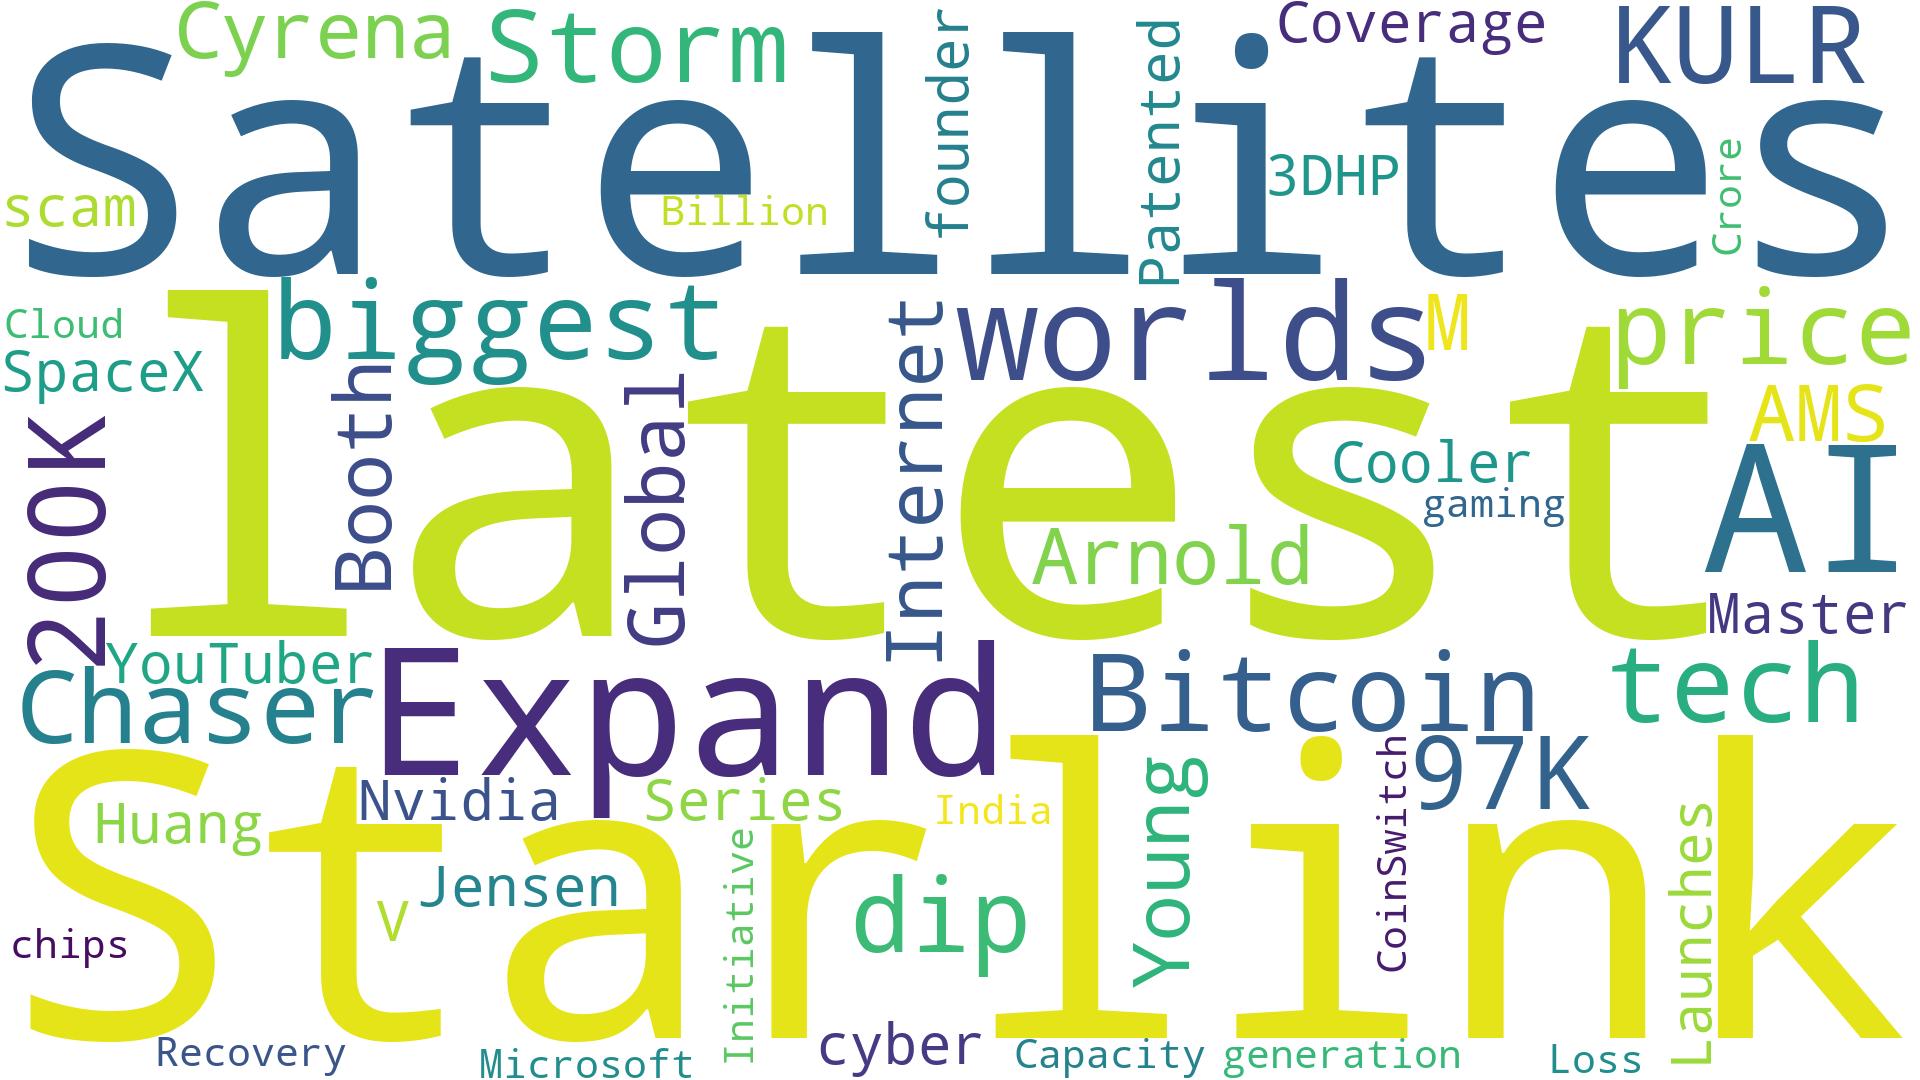 Cyrena
Storm
founder
Patented
Coverage
KULR
Satellites
scam
Billion
3DHP
Crore
Cloud
SpaceX
biggest
Internet
worlds
M
price
200K
Booth
Global
latest
Cooler
gaming
AMS
AI
Arnold
Master
YouTuber
Chaser
Expand
Bitcoin
tech
97K
Starlink
Huang
Nvidia
Series
India
Young
CoinSwitch
Launches
V
Jensen
Initiative
dip
chips
Recovery
Microsoft
cyber
Capacity
generation
Loss